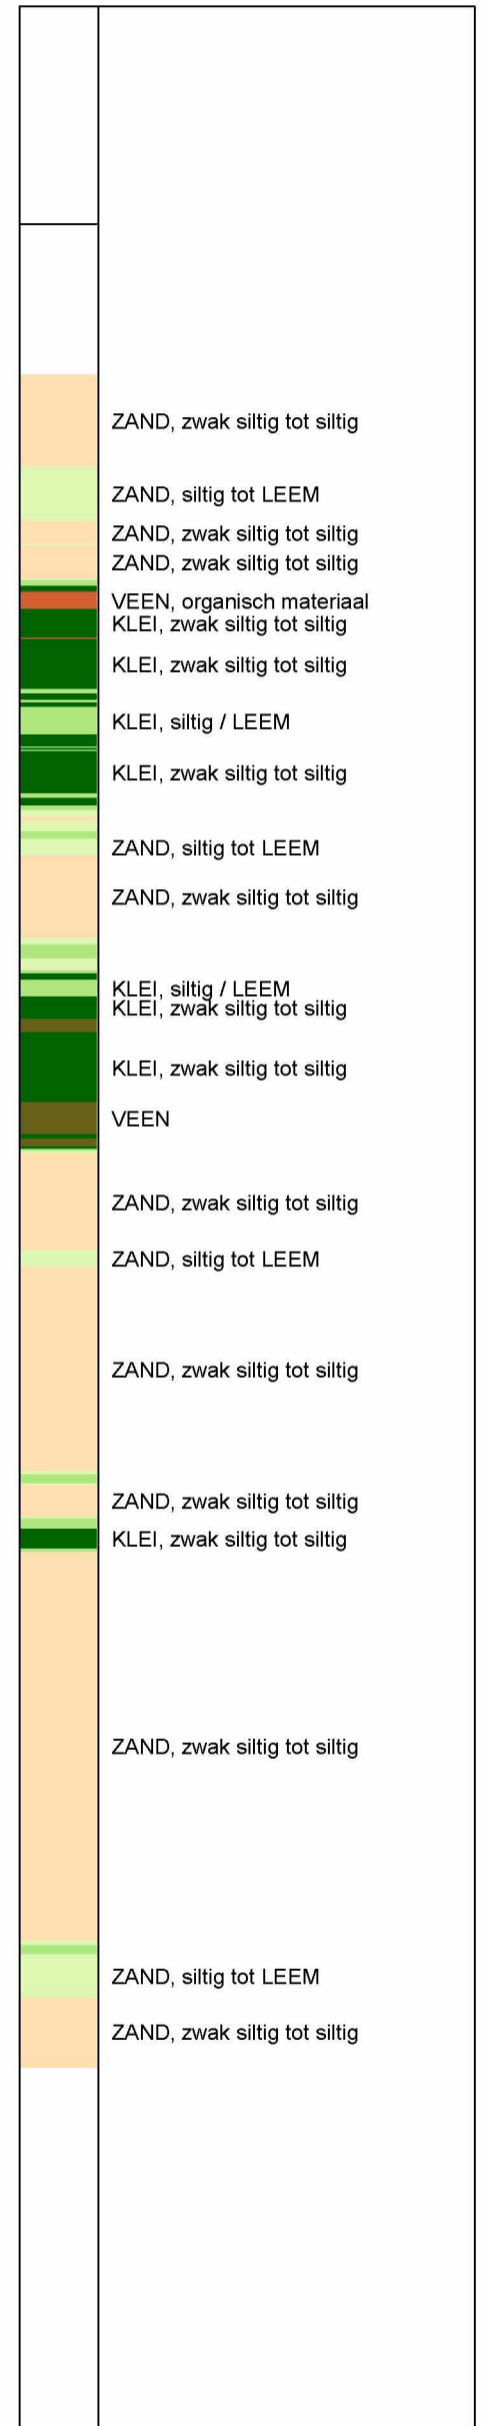 ZAND, zwak siltig tot siltig
ZAND, siltig tot LEEM
ZAND, zwak siltig tot siltig
ZAND, zwak siltig tot siltig
VEEN, organisch materiaal
KLEI, zwak siltig tot siltig
KLEI, zwak siltig tot siltig
KLEI, siltig / LEEM
KLEI, zwak siltig tot siltig
ZAND, siltig tot LEEM
ZAND, zwak siltig tot siltig
KLEI, siltig / LEEM
KLEI, zwak siltig tot siltig
KLEI, zwak siltig tot siltig
VEEN
ZAND, zwak siltig tot siltig
ZAND, siltig tot LEEM
ZAND, zwak siltig tot siltig
ZAND, zwak siltig tot siltig
KLEI, zwak siltig tot siltig
ZAND, zwak siltig tot siltig
ZAND, siltig tot LEEM
ZAND, zwak siltig tot siltig